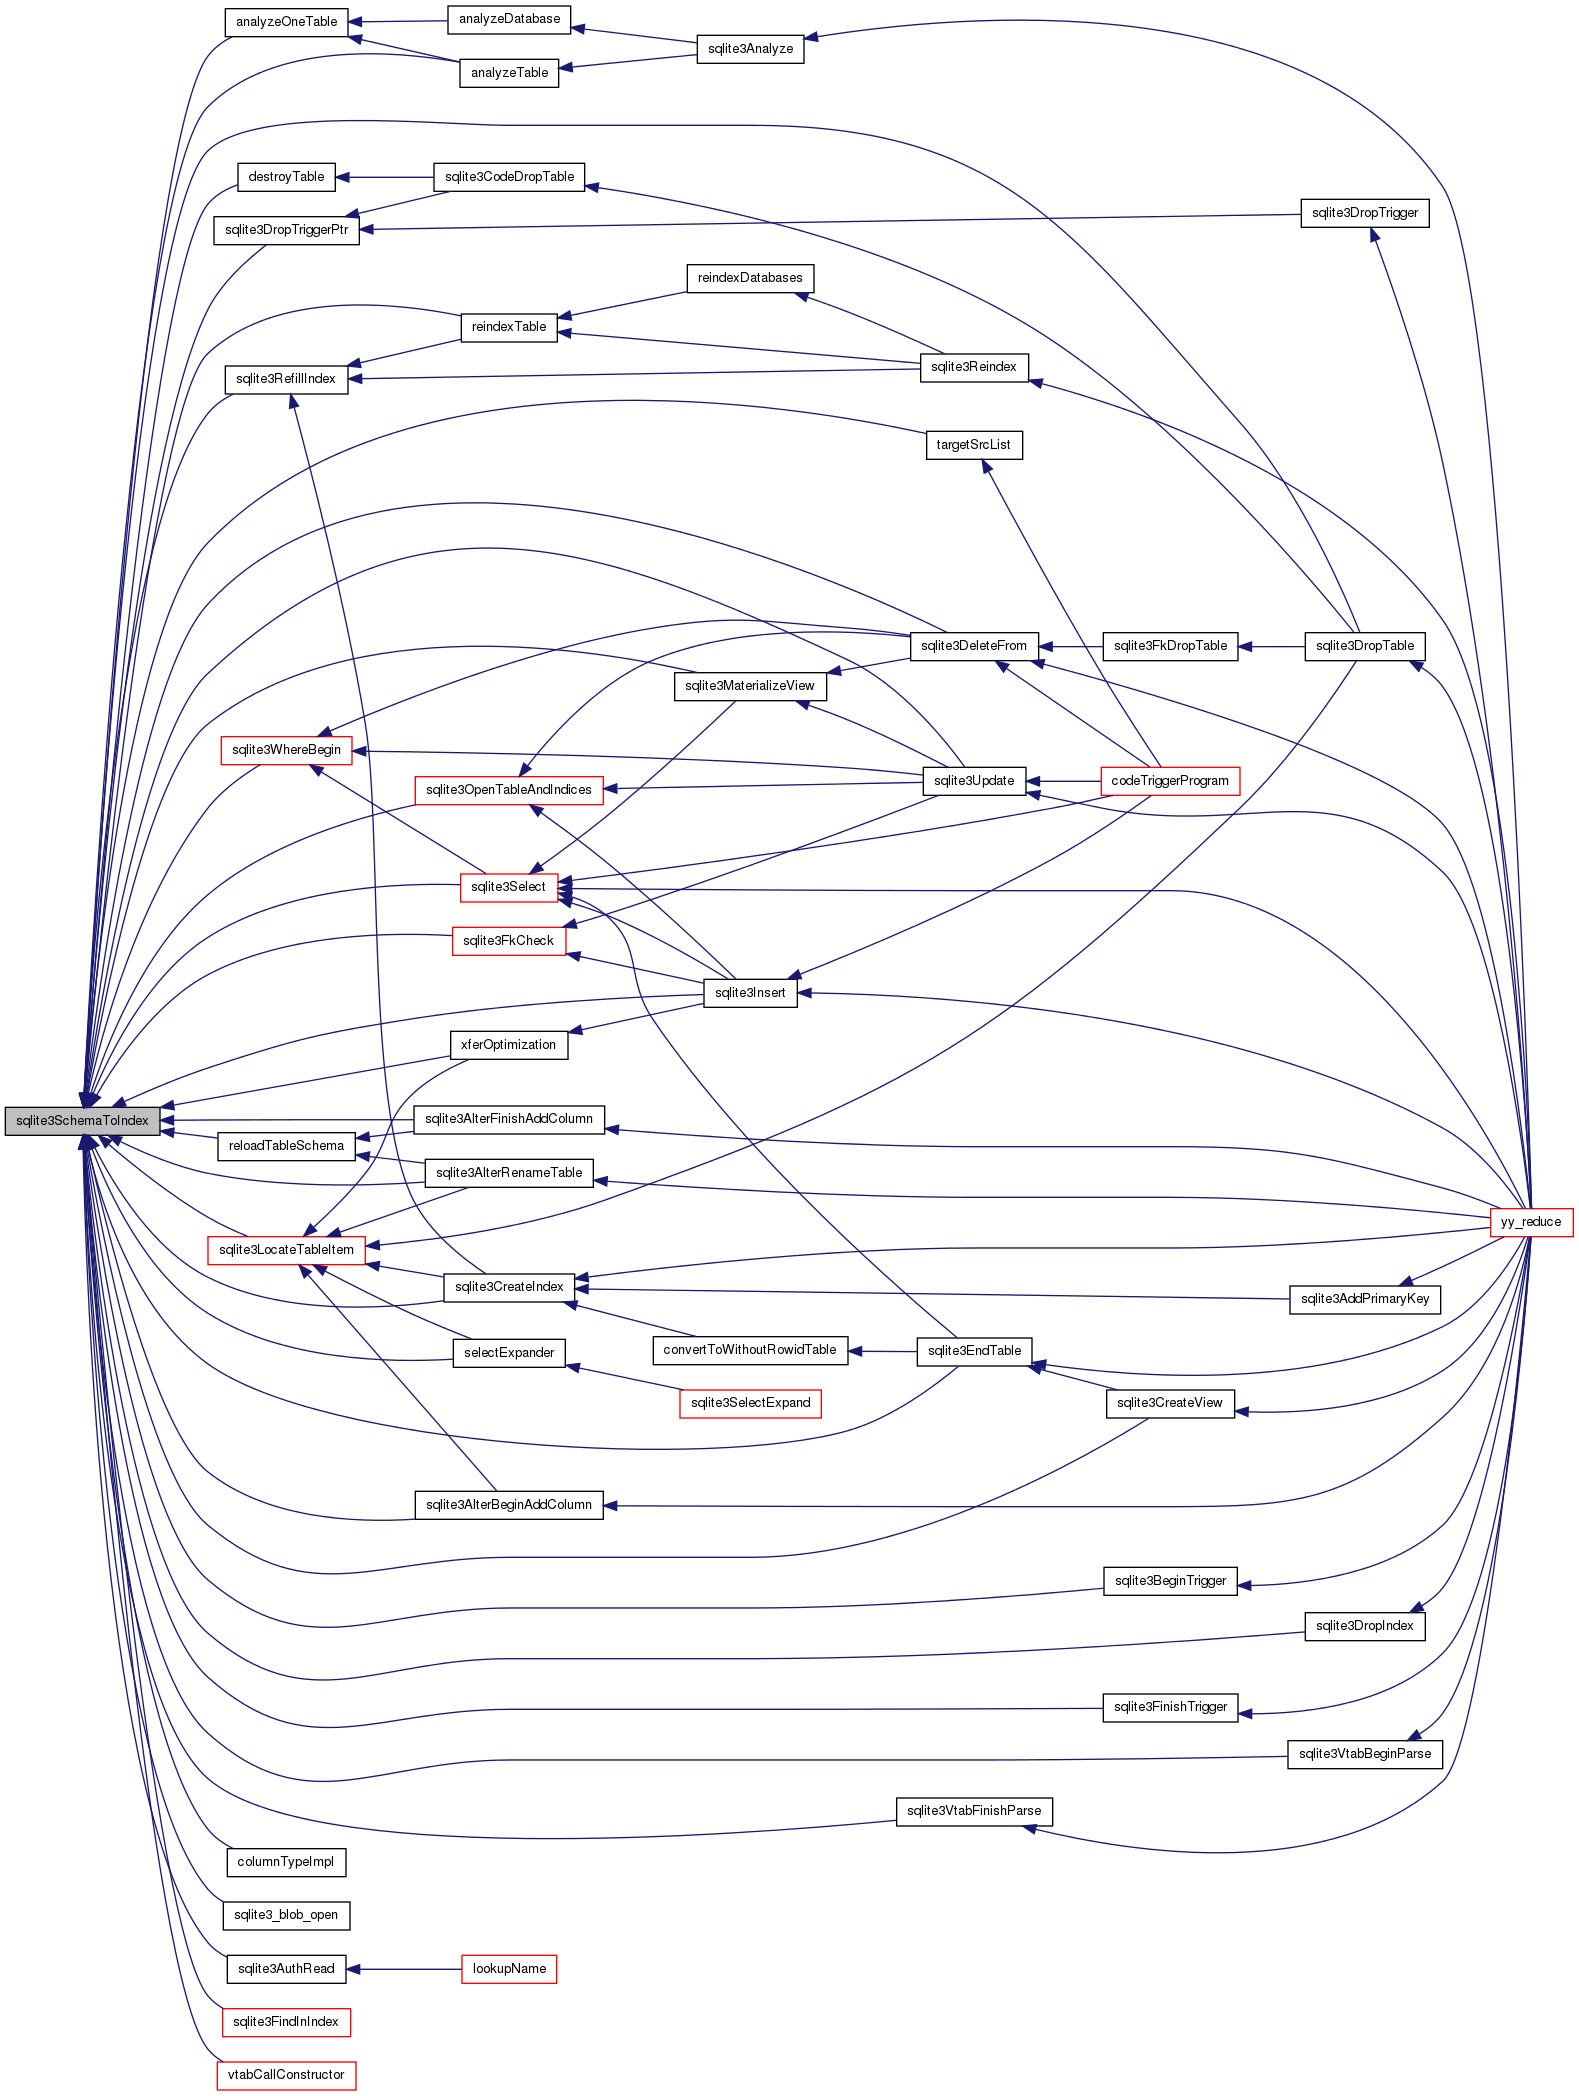 analyzeOneTable
analyzeDatabase
sqlite3Analyze
analyzeTable
destroyTable
sqlite3CodeDropTable
sqlite3DropTriggerPtr
sqlite3DropTrigger
reindexDatabases
reindexTable
sqlite3RefillIndex
sqlite3Reindex
targetSrcList
sqlite3DeleteFrom
sqlite3FkDropTable
sqlite3DropTable
sqlite3MaterializeView
sqlite3WhereBegin
sqlite3OpenTableAndIndices
sqlite3Update
codeTriggerProgram
sqlite3Select
sqlite3FkCheck
sqlite3Insert
xferOptimization
sqlite3SchemaToIndex
sqlite3AlterFinishAddColumn
reloadTableSchema
sqlite3AlterRenameTable
yy_reduce
sqlite3LocateTableItem
sqlite3CreateIndex
sqlite3AddPrimaryKey
selectExpander
convertToWithoutRowidTable
sqlite3EndTable
sqlite3SelectExpand
sqlite3CreateView
sqlite3AlterBeginAddColumn
sqlite3BeginTrigger
sqlite3DropIndex
sqlite3FinishTrigger
sqlite3VtabBeginParse
sqlite3VtabFinishParse
columnTypeImpl
sqlite3_blob_open
sqlite3AuthRead
lookupName
sqlite3FindInIndex
vtabCallConstructor